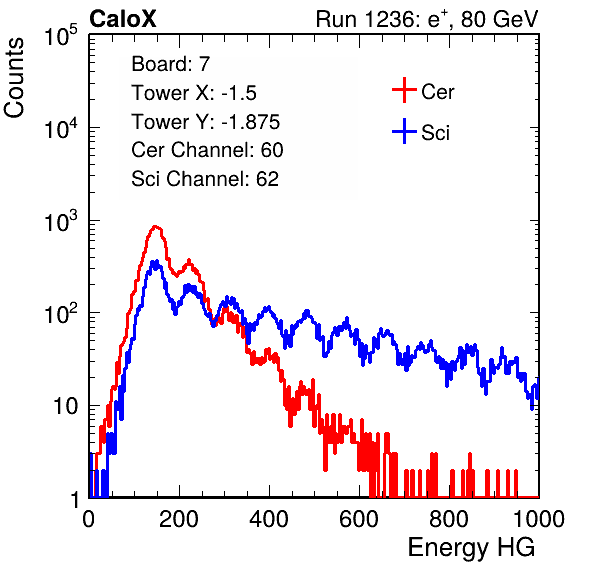 CaloX Run 1236: e⁺, 80 GeV
Counts
Board: 7
Tower X: -1.5
Tower Y: -1.875
Cer Channel: 60
Sci Channel: 62
Cer
Sci
10⁵
10⁴
10³
10²
10
1
0 200 400 600 800 1000
Energy HG